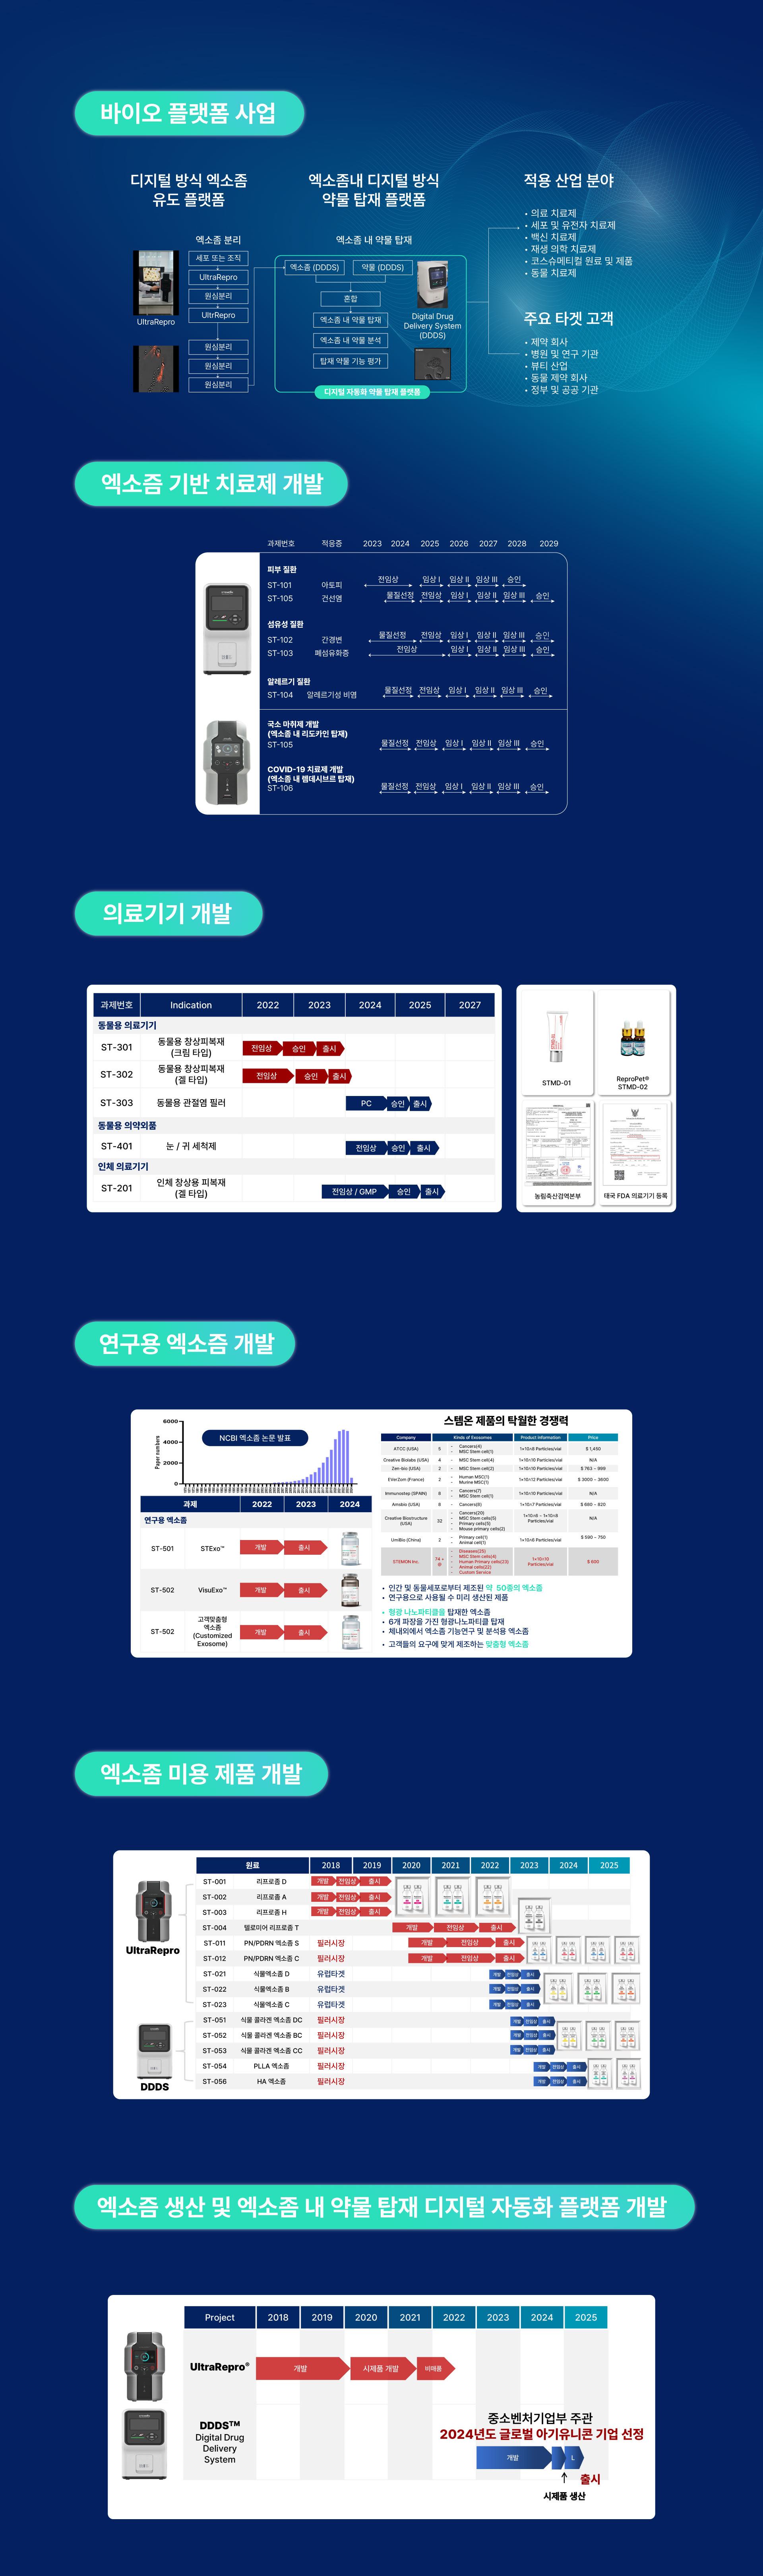 바이오 플랫폼 사업
디지털 방식 엑소좀
유도 플랫폼
엑소좀내 디지털 방식
약물 탑재 플랫폼
적용 산업 분야
• 의료 치료제
• 세포 및 유전자 치료제
• 백신 치료제
• 재생 의학 치료제
• 코스슈메티컬 원료 및 제품
• 동물 치료제
엑소좀 분리
세포 또는 조직
UltraRepro
원심분리
UltrRepro
원심분리
원심분리
원심분리
UltraRepro
엑소좀 내 약물 탑재
엑소좀 (DDDS)
약물 (DDDS)
혼합
엑소좀 내 약물 탑재
엑소좀 내 약물 분석
탑재 약물 기능 평가
Digital Drug
Delivery System
(DDDS)
디지털 자동화 약물 탑재 플랫폼
주요 타겟 고객
• 제약 회사
• 병원 및 연구 기관
• 뷰티 산업
• 동물 제약 회사
• 정부 및 공공 기관
엑소즘 기반 치료제 개발
과제번호 적응증 2023 2024 2025 2026 2027 2028 2029
피부 질환
ST-101 아토피 전임상 임상 I 임상 II 임상 III 승인
ST-105 건선염 물질선정 전임상 임상 I 임상 II 임상 III 승인
섬유성 질환
ST-102 간경변 물질선정 전임상 임상 I 임상 II 임상 III 승인
ST-103 폐섬유화증 전임상 임상 I 임상 II 임상 III 승인
알레르기 질환
ST-104 알레르기성 비염 물질선정 전임상 임상 I 임상 II 임상 III 승인
국소 마취제 개발
(엑소좀 내 리도카인 탑재)
ST-105 물질선정 전임상 임상 I 임상 II 임상 III 승인
COVID-19 치료제 개발
(엑소좀 내 렘데시브르 탑재)
ST-106 물질선정 전임상 임상 I 임상 II 임상 III 승인
의료기기 개발
과제번호 Indication 2022 2023 2024 2025 2027
동물용 의료기기
ST-301 동물용 창상피복재
(크림 타입) 전임상 승인 출시
ST-302 동물용 창상피복재
(겔 타입) 전임상 승인 출시
ST-303 동물용 관절염 필러 PC 승인 출시
동물용 의약외품
ST-401 눈 / 귀 세척제 전임상 승인 출시
인체 의료기기
ST-201 인체 창상용 피복재
(겔 타입) 전임상 / GMP 승인 출시
STMD-01
ReproPet®
STMD-02
농림축산검역본부
태국 FDA 의료기기 등록
연구용 엑소즘 개발
NCBI 엑소좀 논문 발표
Paper numbers
6000
4000
2000
0
과제 2022 2023 2024
연구용 엑소좀
ST-501 STExo™ 개발 출시
ST-502 VisuExo™ 개발 출시
ST-502 고객맞춤형
엑소좀
(Customized
Exosome) 개발 출시
스템온 제품의 탁월한 경쟁력
Company Kinds of Exosomes Product Information Price
ATCC (USA) 5 - Cancers(4)
- MSC Stem cell(1) 1×10^8 Particles/vial $ 1,450
Creative Biolabs (USA) 4 - MSC Stem cell(4) 1×10^10 Particles/vial N/A
Zen-bio (USA) 2 - MSC Stem cell(2) 1×10^10 Particles/vial $ 763 ~ 999
EVerZom (France) 2 - Human MSC(1)
- Murine MSC(1) 1×10^12 Particles/vial $ 3000 ~ 3600
Immunostep (SPAIN) 8 - Cancers(7)
- MSC Stem cell(1) 1×10^10 Particles/vial N/A
Amsbio (USA) 8 - Cancers(8) 1×10^7 Particles/vial $ 680 ~ 820
Creative Biostructure
(USA) 32 - Cancers(20)
- MSC Stem cells(5)
- Primary cells(5)
- Mouse primary cells(2) 1×10^6 ~ 1×10^8
Particles/vial N/A
UniBio (China) 2 - Primary cell(1)
- Animal cell(1) 1×10^6 Particles/vial $ 590 ~ 750
STEMON Inc. 74 +
@ - Diseases(25)
- MSC Stem cells(4)
- Human Primary cells(23)
- Animal cells(22)
- Custom Service 1×10^10
Particles/vial $ 600
• 인간 및 동물세포로부터 제조된 약 50종의 엑소좀
• 연구용으로 사용될 수 미리 생산된 제품
• 형광 나노파티클을 탑재한 엑소좀
• 6개 파장을 가진 형광나노파티클 탑재
• 체내외에서 엑소좀 기능연구 및 분석용 엑소좀
• 고객들의 요구에 맞게 제조하는 맞춤형 엑소좀
엑소좀 미용 제품 개발
원료 2018 2019 2020 2021 2022 2023 2024 2025
ST-001 리프로좀 D 개발 전임상 출시
ST-002 리프로좀 A 개발 전임상 출시
ST-003 리프로좀 H 개발 전임상 출시
ST-004 텔로미어 리프로좀 T 개발 전임상 출시
UltraRepro
ST-011 PN/PDRN 엑소좀 S 필러시장 개발 전임상 출시
ST-012 PN/PDRN 엑소좀 C 필러시장 개발 전임상 출시
ST-021 식물엑소좀 D 유럽타겟 개발 전임상 출시
ST-022 식물엑소좀 B 유럽타겟 개발 전임상 출시
ST-023 식물엑소좀 C 유럽타겟 개발 전임상 출시
ST-051 식물 콜라겐 엑소좀 DC 필러시장 개발 전임상 출시
ST-052 식물 콜라겐 엑소좀 BC 필러시장 개발 전임상 출시
ST-053 식물 콜라겐 엑소좀 CC 필러시장 개발 전임상 출시
ST-054 PLLA 엑소좀 필러시장 개발 전임상 출시
ST-056 HA 엑소좀 필러시장 개발 전임상 출시
DDDS
엑소즘 생산 및 엑소좀 내 약물 탑재 디지털 자동화 플랫폼 개발
Project 2018 2019 2020 2021 2022 2023 2024 2025
UltraRepro® 개발 시제품 개발 비매품
DDDS™
Digital Drug
Delivery
System
중소벤처기업부 주관
2024년도 글로벌 아기유니콘 기업 선정
개발 L
출시
시제품 생산